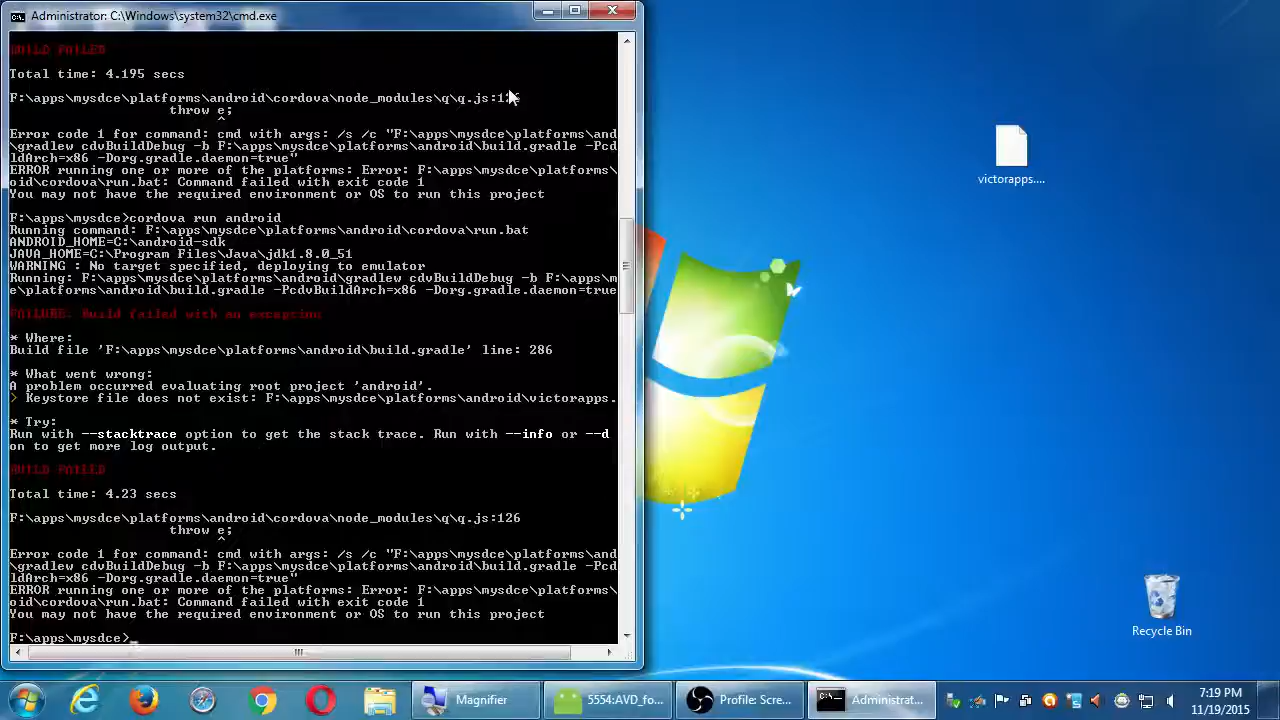 Administrator: C:\Windows\system32\cmd.exe
BUILD FAILED
Total time: 4.195 secs
F:\apps\mysdce\platforms\android\cordova\node_modules\q\q.js:126
throw e;
^
Error code 1 for command: cmd with args: /s /c "F:\apps\mysdce\platforms\and
\gradlew cdvBuildDebug -b F:\apps\mysdce\platforms\android\build.gradle -Pcd
ldArch=x86 -Dorg.gradle.daemon=true"
ERROR running one or more of the platforms: Error: F:\apps\mysdce\platforms\
oid\cordova\run.bat: Command failed with exit code 1
You may not have the required environment or OS to run this project
F:\apps\mysdce>cordova run android
Running command: F:\apps\mysdce\platforms\android\cordova\run.bat
ANDROID_HOME=C:\android-sdk
JAVA_HOME=C:\Program Files\Java\jdk1.8.0_51
WARNING : No target specified, deploying to emulator
Running: F:\apps\mysdce\platforms\android\gradlew cdvBuildDebug -b F:\apps\m
e\platforms\android\build.gradle -PcdvBuildArch=x86 -Dorg.gradle.daemon=true
FAILURE: Build failed with an exception
* Where:
Build file 'F:\apps\mysdce\platforms\android\build.gradle' line: 286
* What went wrong:
A problem occurred evaluating root project 'android'.
> Keystore file does not exist: F:\apps\mysdce\platforms\android\victorapps.
* Try:
Run with --stacktrace option to get the stack trace. Run with --info or --d
on to get more log output.
BUILD FAILED
Total time: 4.23 secs
F:\apps\mysdce\platforms\android\cordova\node_modules\q\q.js:126
throw e;
^
Error code 1 for command: cmd with args: /s /c "F:\apps\mysdce\platforms\and
\gradlew cdvBuildDebug -b F:\apps\mysdce\platforms\android\build.gradle -Pcd
ldArch=x86 -Dorg.gradle.daemon=true"
ERROR running one or more of the platforms: Error: F:\apps\mysdce\platforms\
oid\cordova\run.bat: Command failed with exit code 1
You may not have the required environment or OS to run this project
F:\apps\mysdce>_
victorapps....
Recycle Bin
Magnifier
5554:AVD_fo...
Profile: Scre...
Administrat...
7:19 PM
11/19/2015